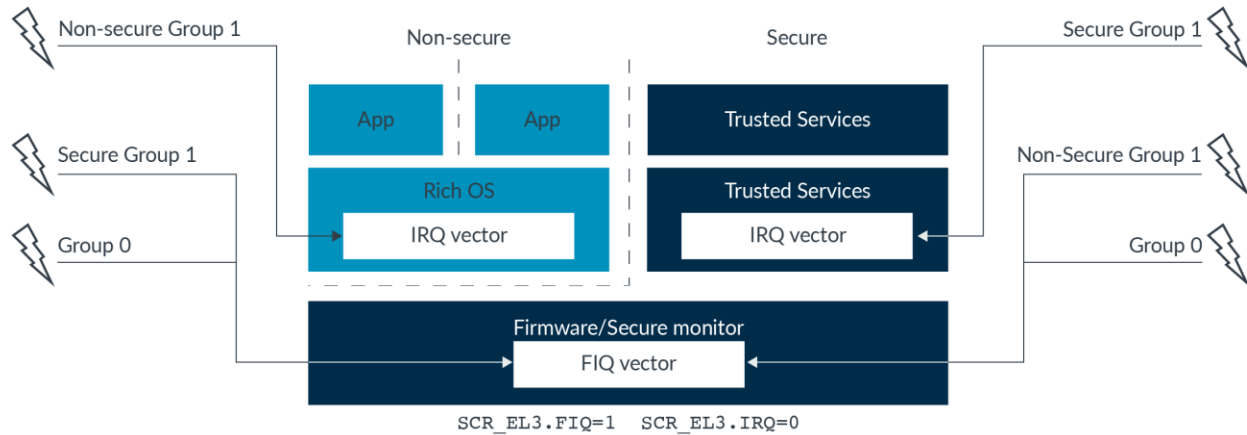 Non-secure Group 1
Non-secure
Secure
Secure Group 1
App
App
Trusted Services
Secure Group 1
Non-Secure Group 1
Rich OS
Trusted Services
IRQ vector
IRQ vector
Group 0
Group 0
Firmware/Secure monitor
FIQ vector
SCR_EL3.FIQ=1 SCR_EL3.IRQ=0